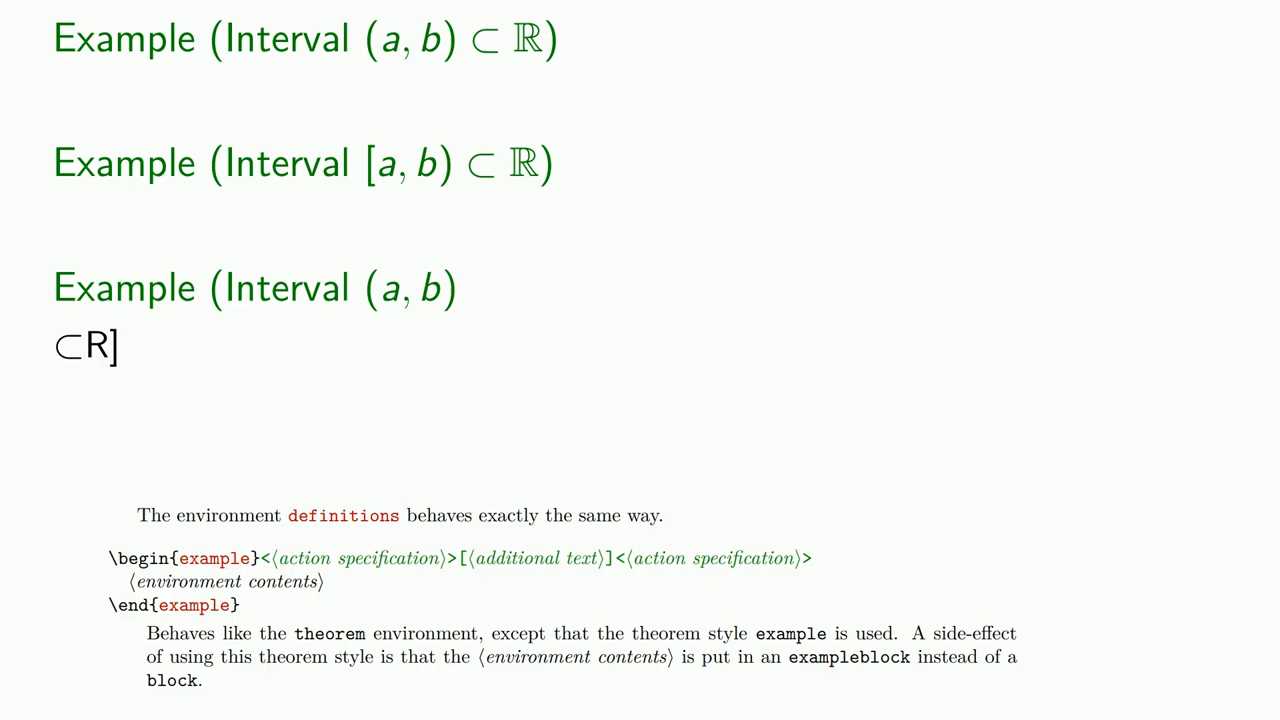 Example (Interval (a, b) ⊂ ℝ)
Example (Interval [a, b) ⊂ ℝ)
Example (Interval (a, b)
⊂R]
The environment definitions behaves exactly the same way.
\begin{example}<⟨action specification⟩>[⟨additional text⟩]<⟨action specification⟩>
⟨environment contents⟩
\end{example}
Behaves like the theorem environment, except that the theorem style example is used. A side-effect
of using this theorem style is that the ⟨environment contents⟩ is put in an exampleblock instead of a
block.